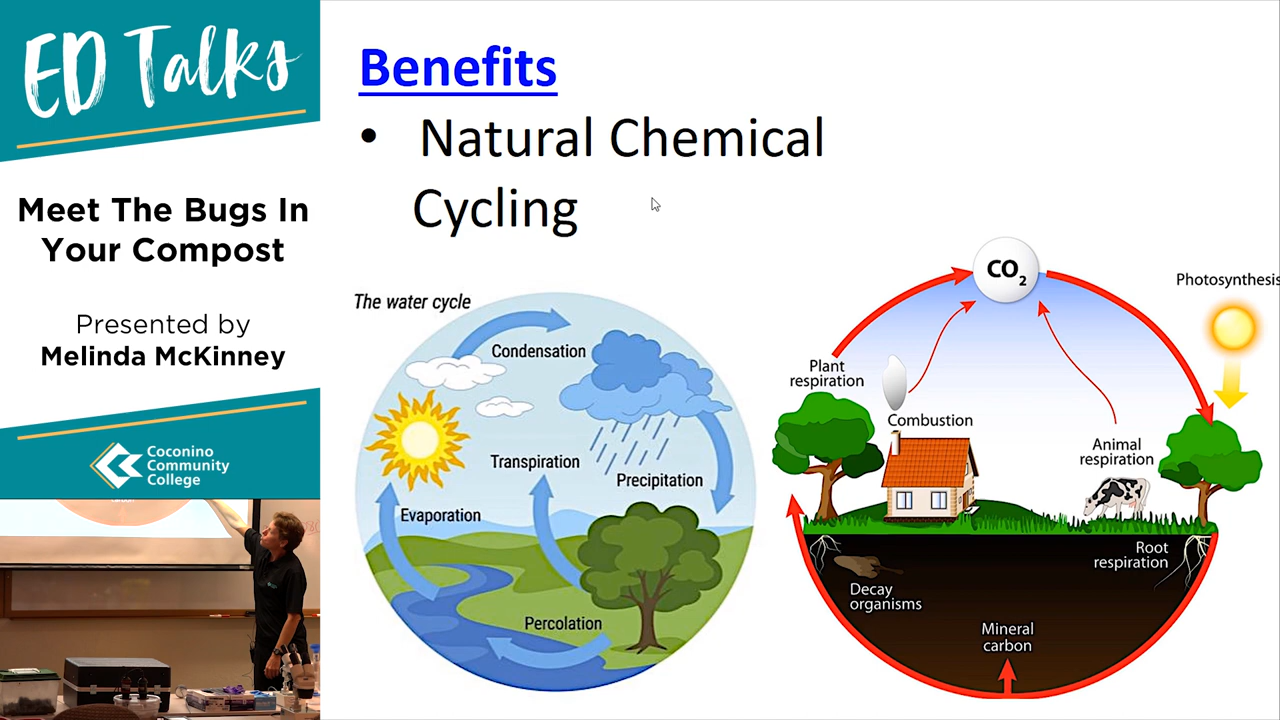 ED Talks
Meet The Bugs In
Your Compost
Presented by
Melinda McKinney
Coconino
Community
College
carbon
Benefits
• Natural Chemical
Cycling
The water cycle
Condensation
Transpiration
Precipitation
Evaporation
Percolation
CO₂
Photosynthesis
Plant
respiration
Combustion
Animal
respiration
Root
respiration
Decay
organisms
Mineral
carbon